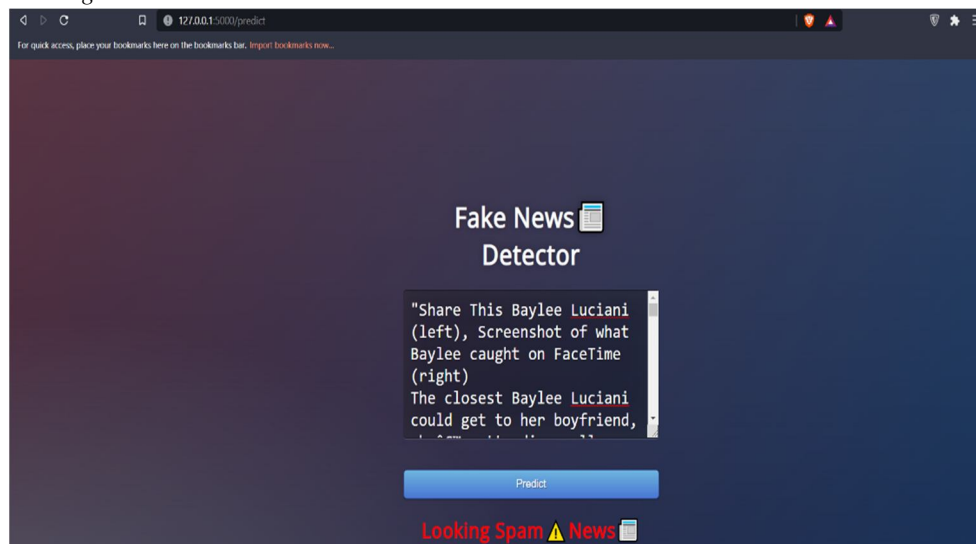 127.0.0.1:5000/predict
For quick access, place your bookmarks here on the bookmarks bar. Import bookmarks now...
Fake News
Detector
"Share This Baylee Luciani
(left), Screenshot of what
Baylee caught on FaceTime
(right)
The closest Baylee Luciani
could get to her boyfriend,
Predict
Looking Spam ⚠ News